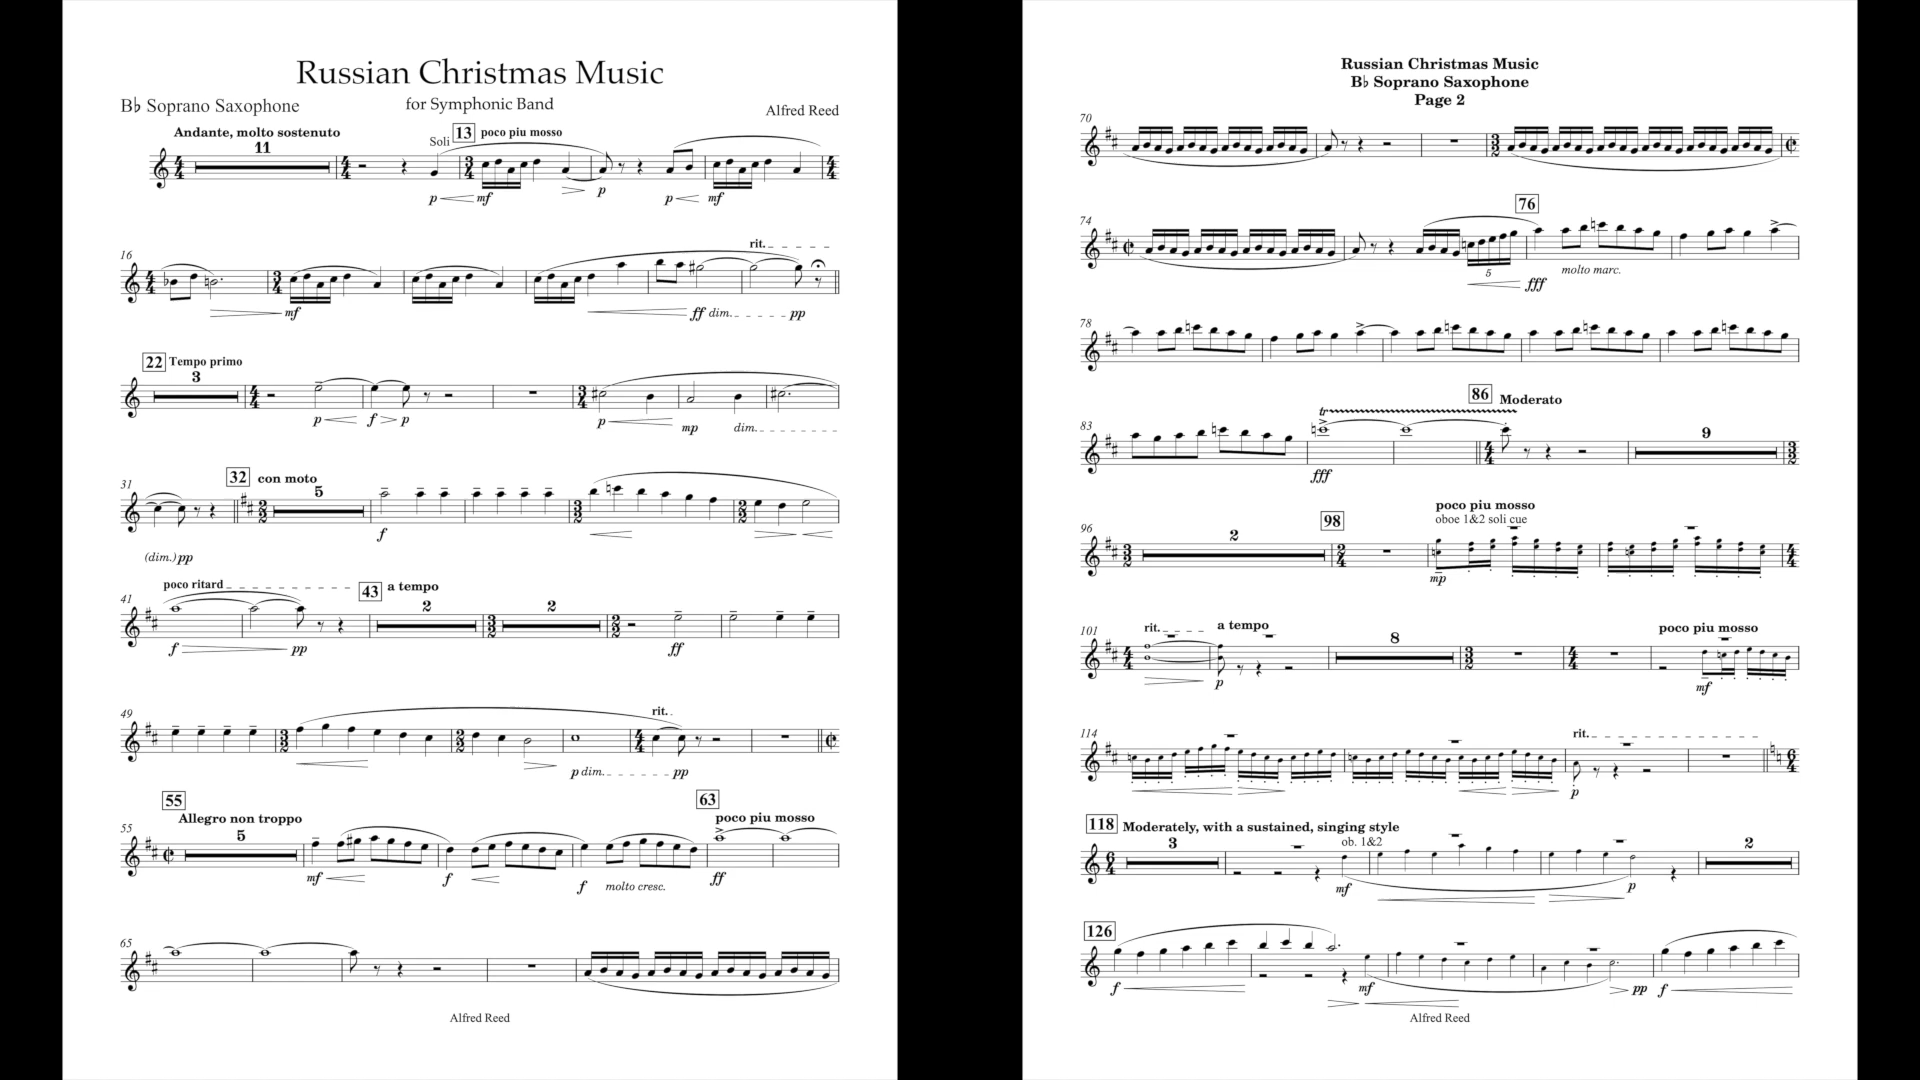 Russian Christmas Music
B♭ Soprano Saxophone
for Symphonic Band
Alfred Reed
Andante, molto sostenuto
11
Soli
13 poco piu mosso
p mf p p mf
16
rit.
mf ff dim. pp
22 Tempo primo
3
p f p p mp dim.
31
32 con moto
5
(dim.) pp f
41
poco ritard
43 a tempo
2 2
f pp ff
49
rit.
p dim. pp
55
55 Allegro non troppo
5
63 poco piu mosso
mf f f molto cresc. ff
65
Alfred Reed
Russian Christmas Music
B♭ Soprano Saxophone
Page 2
70
74
76
5
molto marc.
fff
78
83
tr
86 Moderato
9
fff
96
2
98
poco piu mosso
oboe 1&2 soli cue
mp
101
rit. a tempo
8
poco piu mosso
p mf
114
rit.
p
118 Moderately, with a sustained, singing style
3
ob. 1&2
2
mf p
126
f mf pp f
Alfred Reed